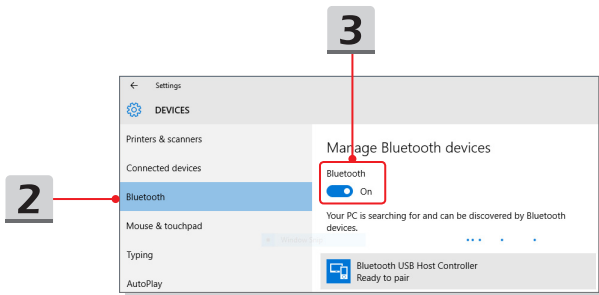 3
← Settings
DEVICES
Printers & scanners
Connected devices
2
Bluetooth
Mouse & touchpad
Typing
AutoPlay
Manage Bluetooth devices
Bluetooth
On
Your PC is searching for and can be discovered by Bluetooth
devices.
Bluetooth USB Host Controller
Ready to pair